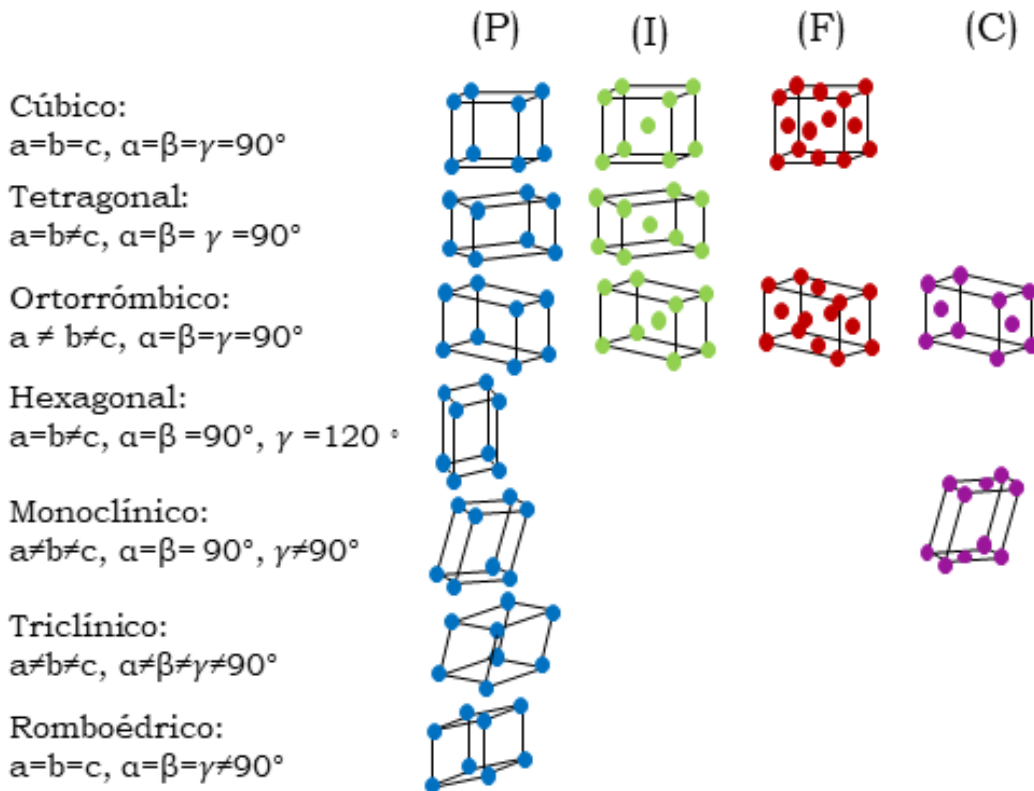 (P) (I) (F) (C)
Cúbico:
a=b=c, α=β=γ=90°
Tetragonal:
a=b≠c, α=β= γ =90°
Ortorrómbico:
a ≠ b≠c, α=β=γ=90°
Hexagonal:
a=b≠c, α=β =90°, γ =120 °
Monoclínico:
a≠b≠c, α=β= 90°, γ≠90°
Triclínico:
a≠b≠c, α≠β≠γ≠90°
Romboédrico:
a=b=c, α=β=γ≠90°